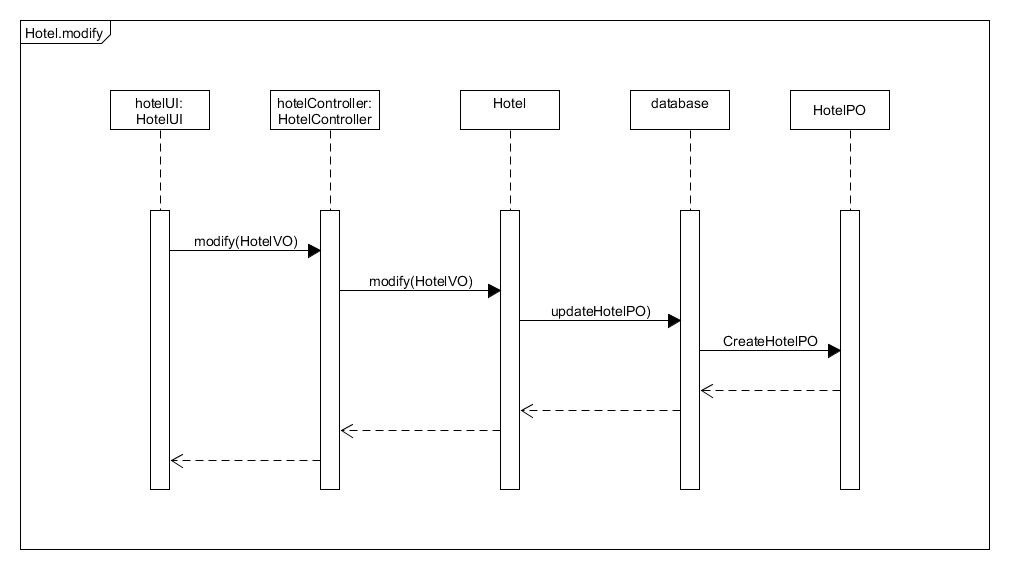 Hotel.modify
hotelUI:
HotelUI
hotelController:
HotelController
Hotel
database
HotelPO
modify(HotelVO)
modify(HotelVO)
updateHotelPO)
CreateHotelPO